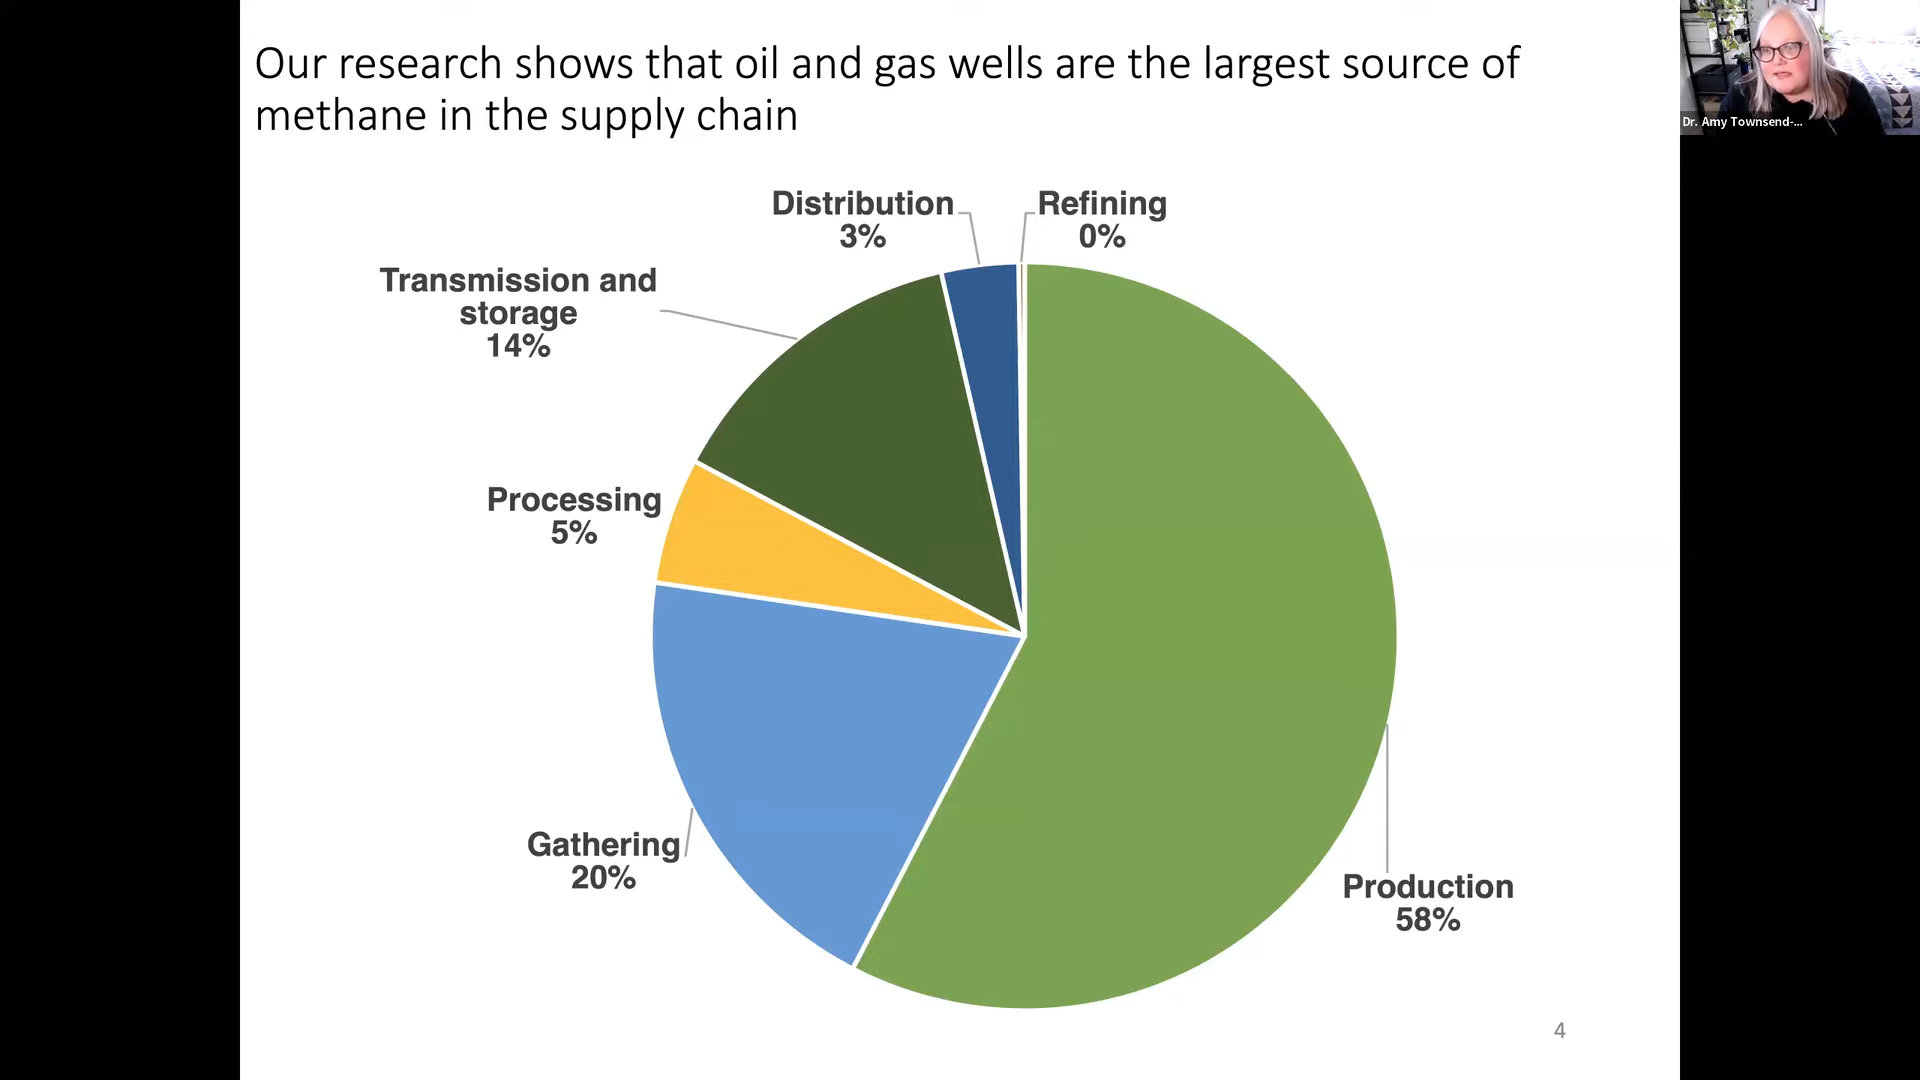 Our research shows that oil and gas wells are the largest source of
methane in the supply chain
Distribution
3%
Refining
0%
Transmission and
storage
14%
Processing
5%
Gathering
20%
Production
58%
4
Dr. Amy Townsend-...